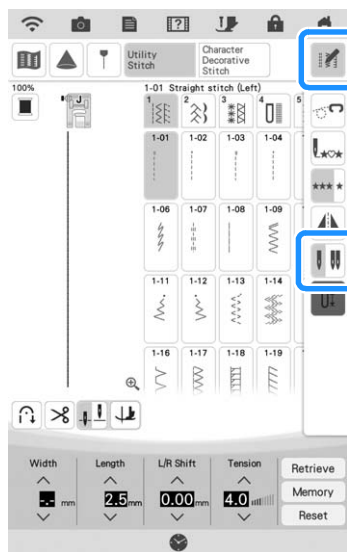 Utility
Stitch
Character
Decorative
Stitch
100%
1-01 Straight stitch (Left)
J
1 2 3 4 5
1-01 1-02 1-03 1-04
1-06 1-07 1-08 1-09
1-11 1-12 1-13 1-14
1-16 1-17 1-18 1-19
Width Length L/R Shift Tension
-.- mm 2.5 mm 0.00 mm 4.0
Retrieve
Memory
Reset